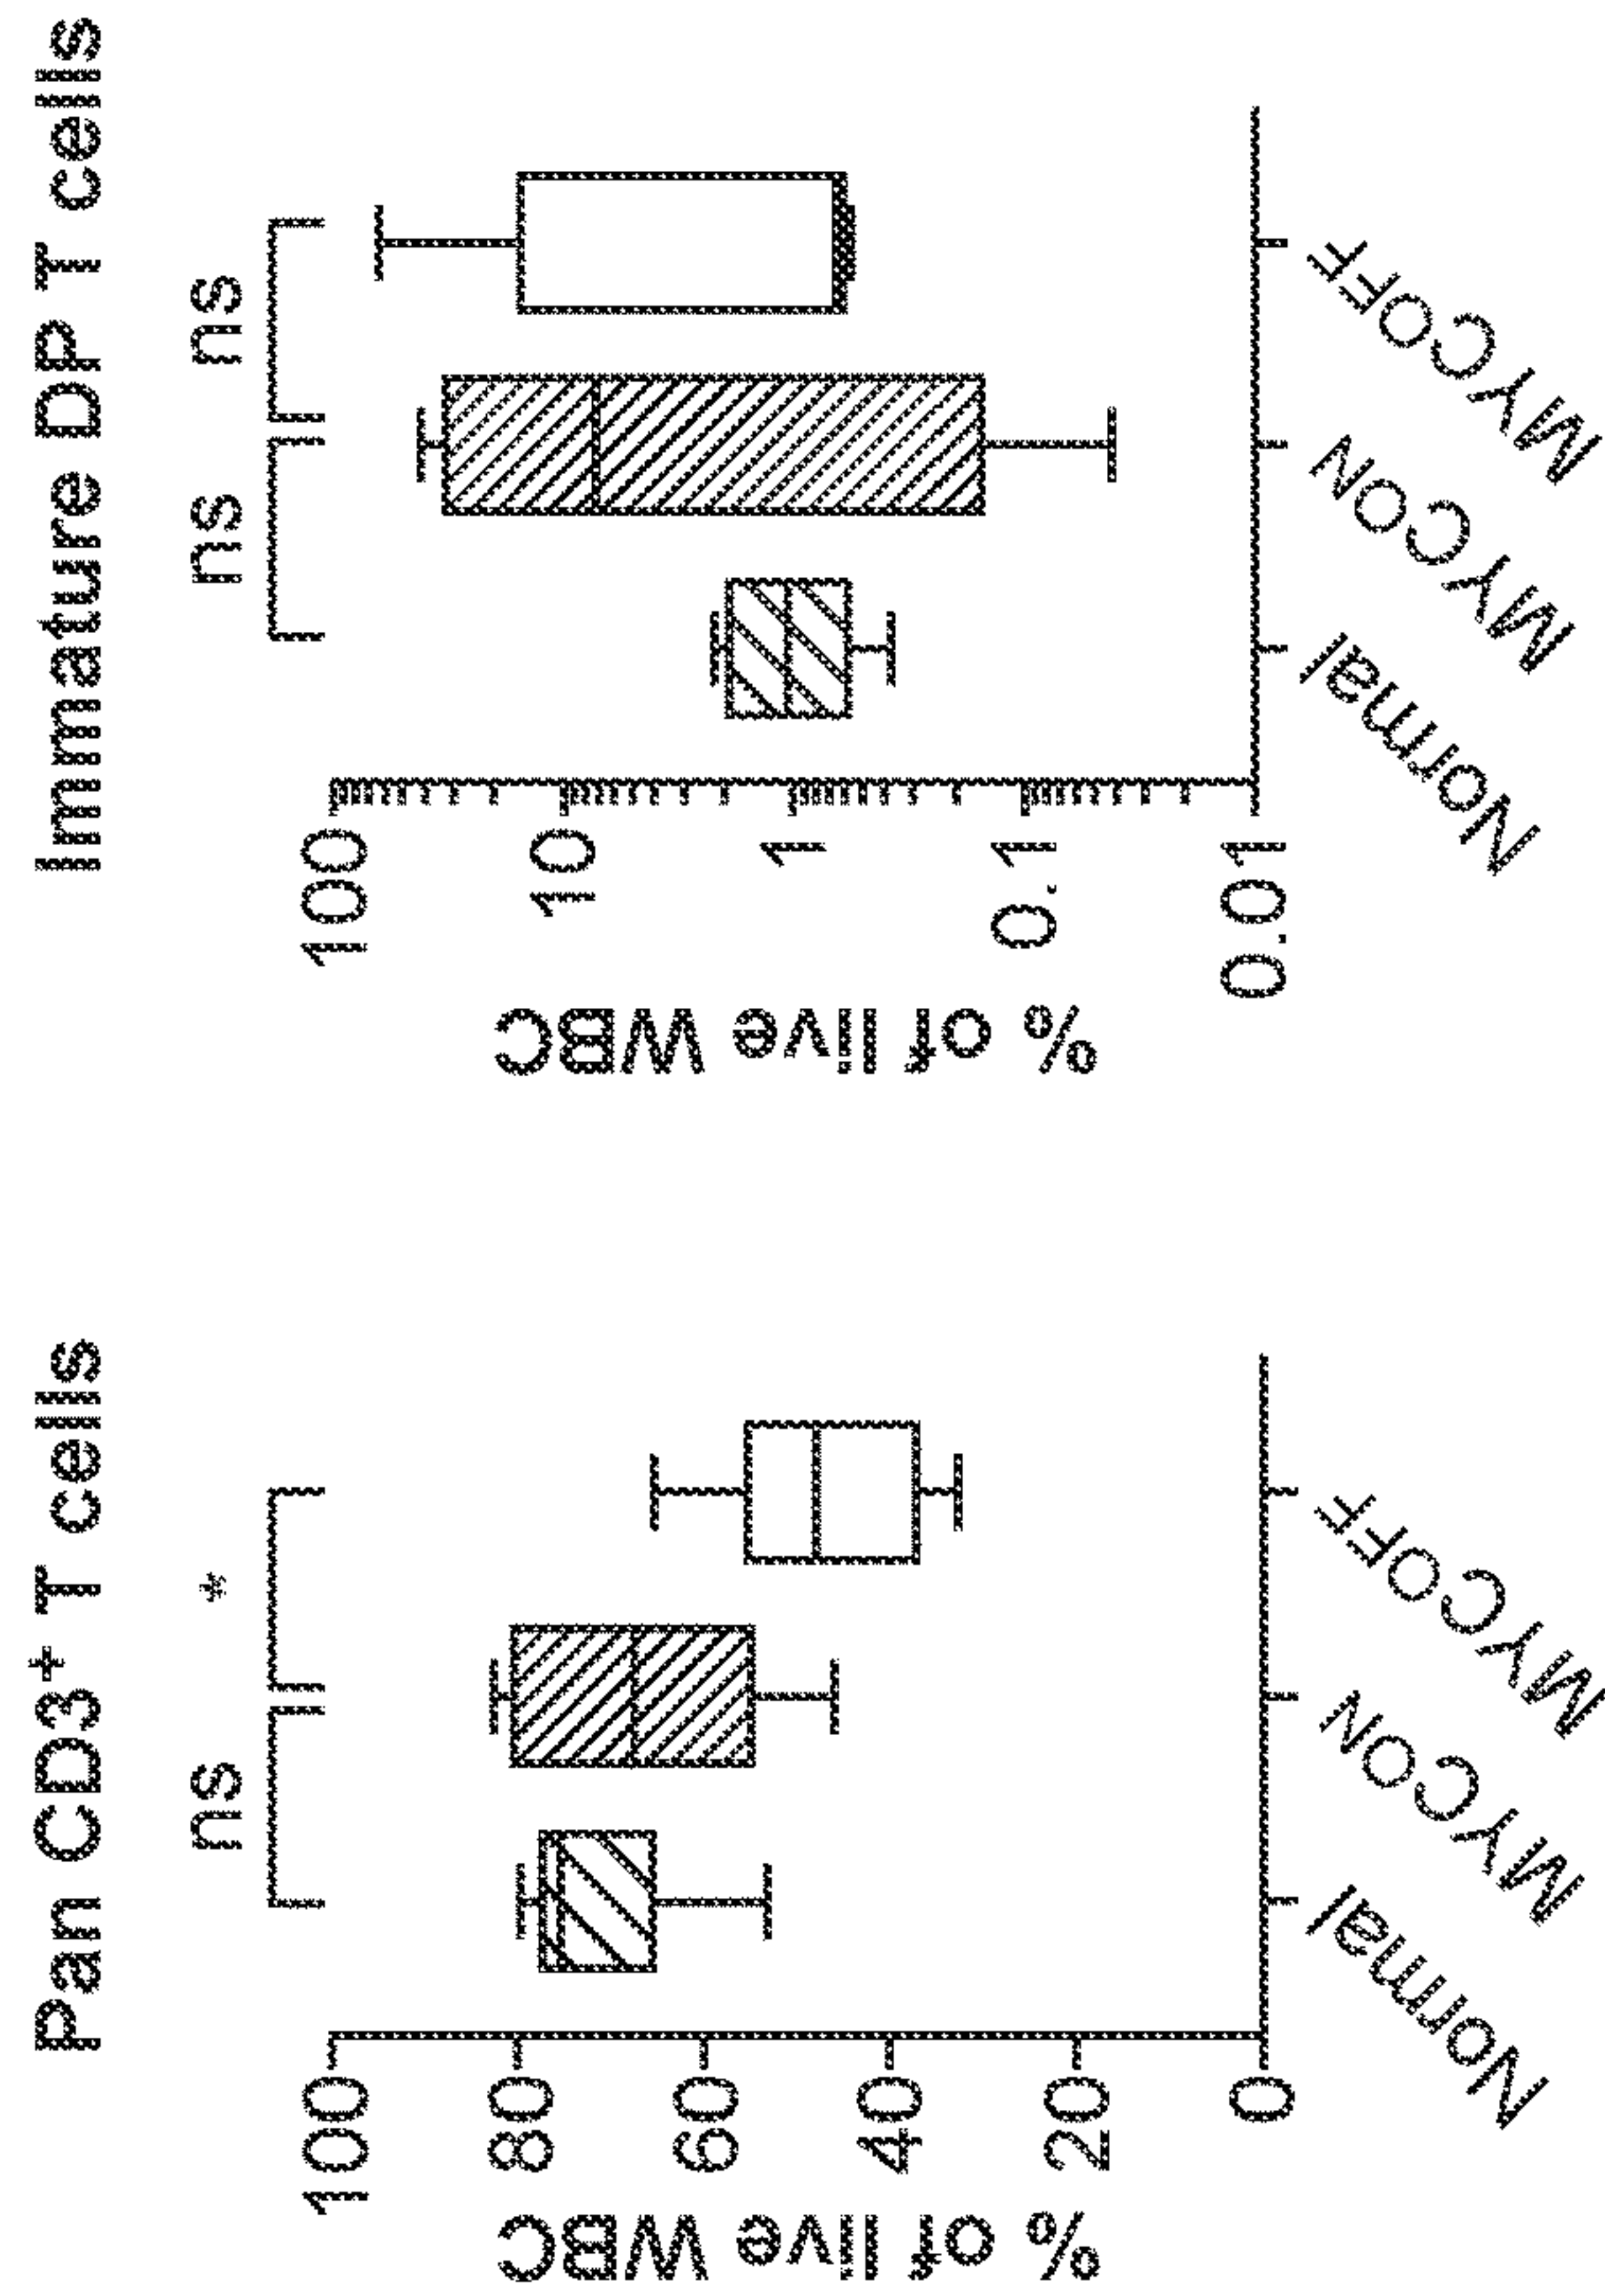 Pan CD3+ T cells
ns
*
% of live WBC
100
80
60
40
20
0
Normal
MYCON
MYCOFF
Immature DP T cells
ns
ns
% of live WBC
100
10
1
0.1
0.01
Normal
MYCON
MYCOFF